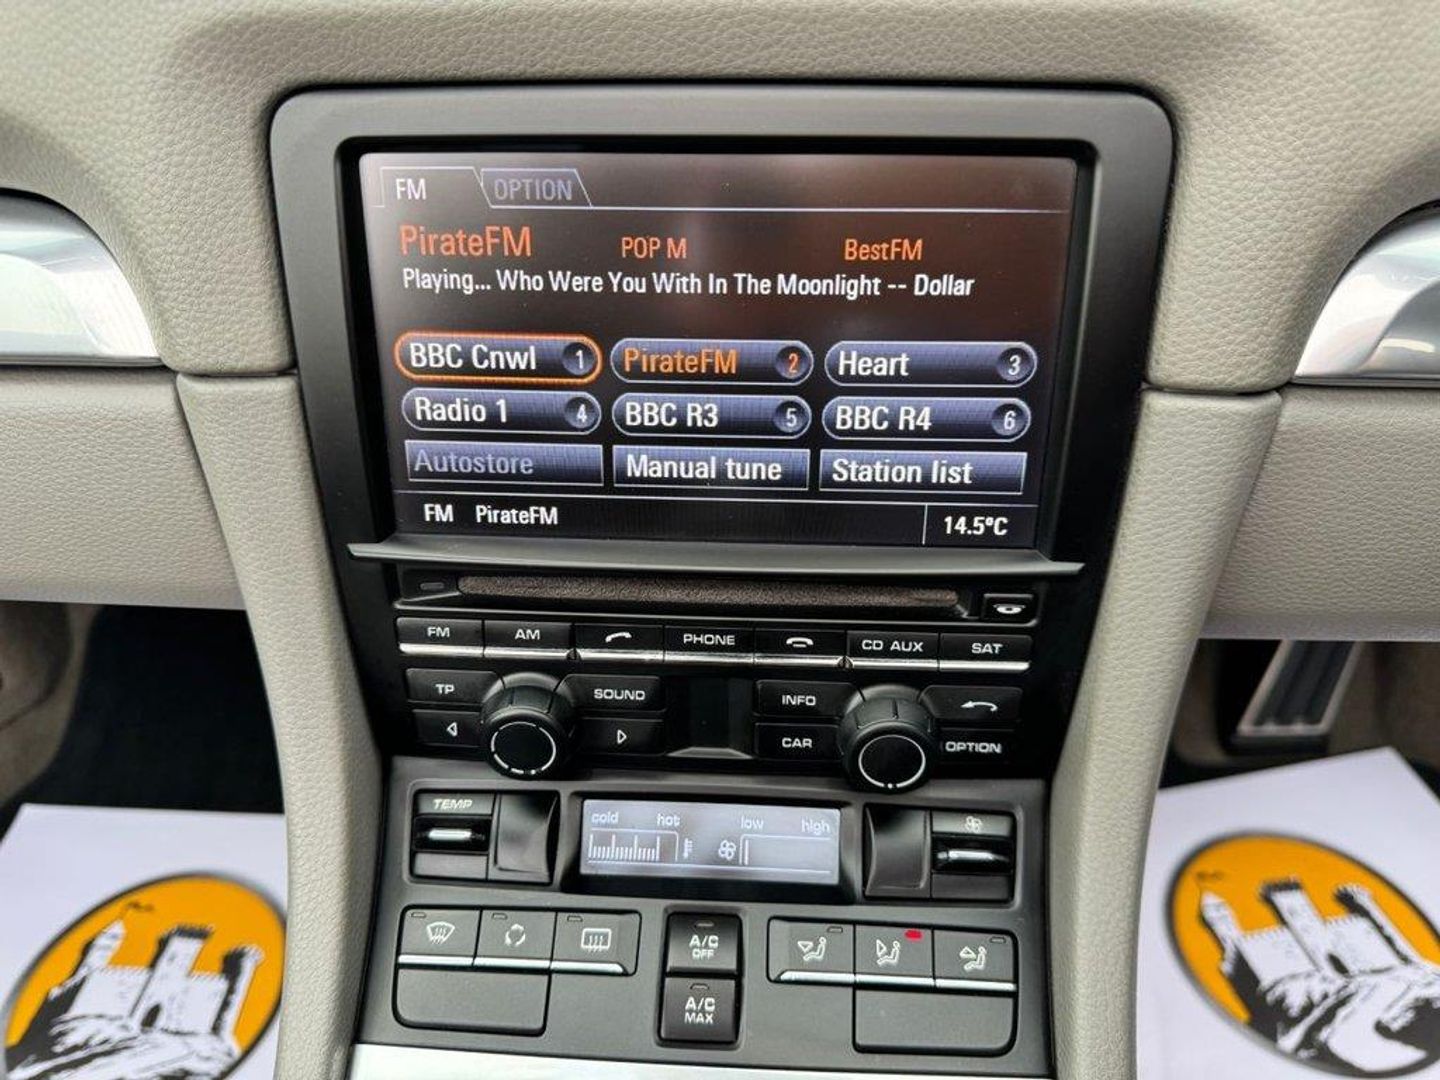 FM OPTION
PirateFM POP M BestFM
Playing... Who Were You With In The Moonlight -- Dollar
BBC Cnwl 1 PirateFM 2 Heart 3
Radio 1 4 BBC R3 5 BBC R4 6
Autostore Manual tune Station list
FM PirateFM 14.5°C
FM AM PHONE CD AUX SAT
TP SOUND INFO
CAR OPTION
TEMP cold hot low high
A/C
OFF
A/C
MAX